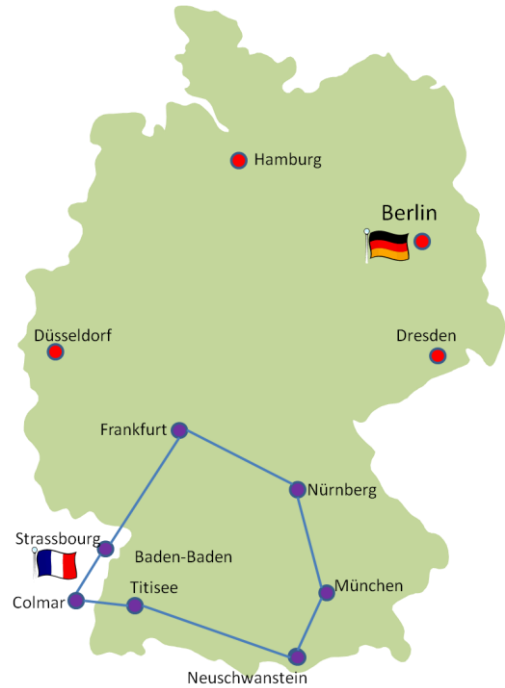 Hamburg
Berlin
Düsseldorf
Dresden
Frankfurt
Nürnberg
Strassbourg
Baden-Baden
Titisee
München
Colmar
Neuschwanstein